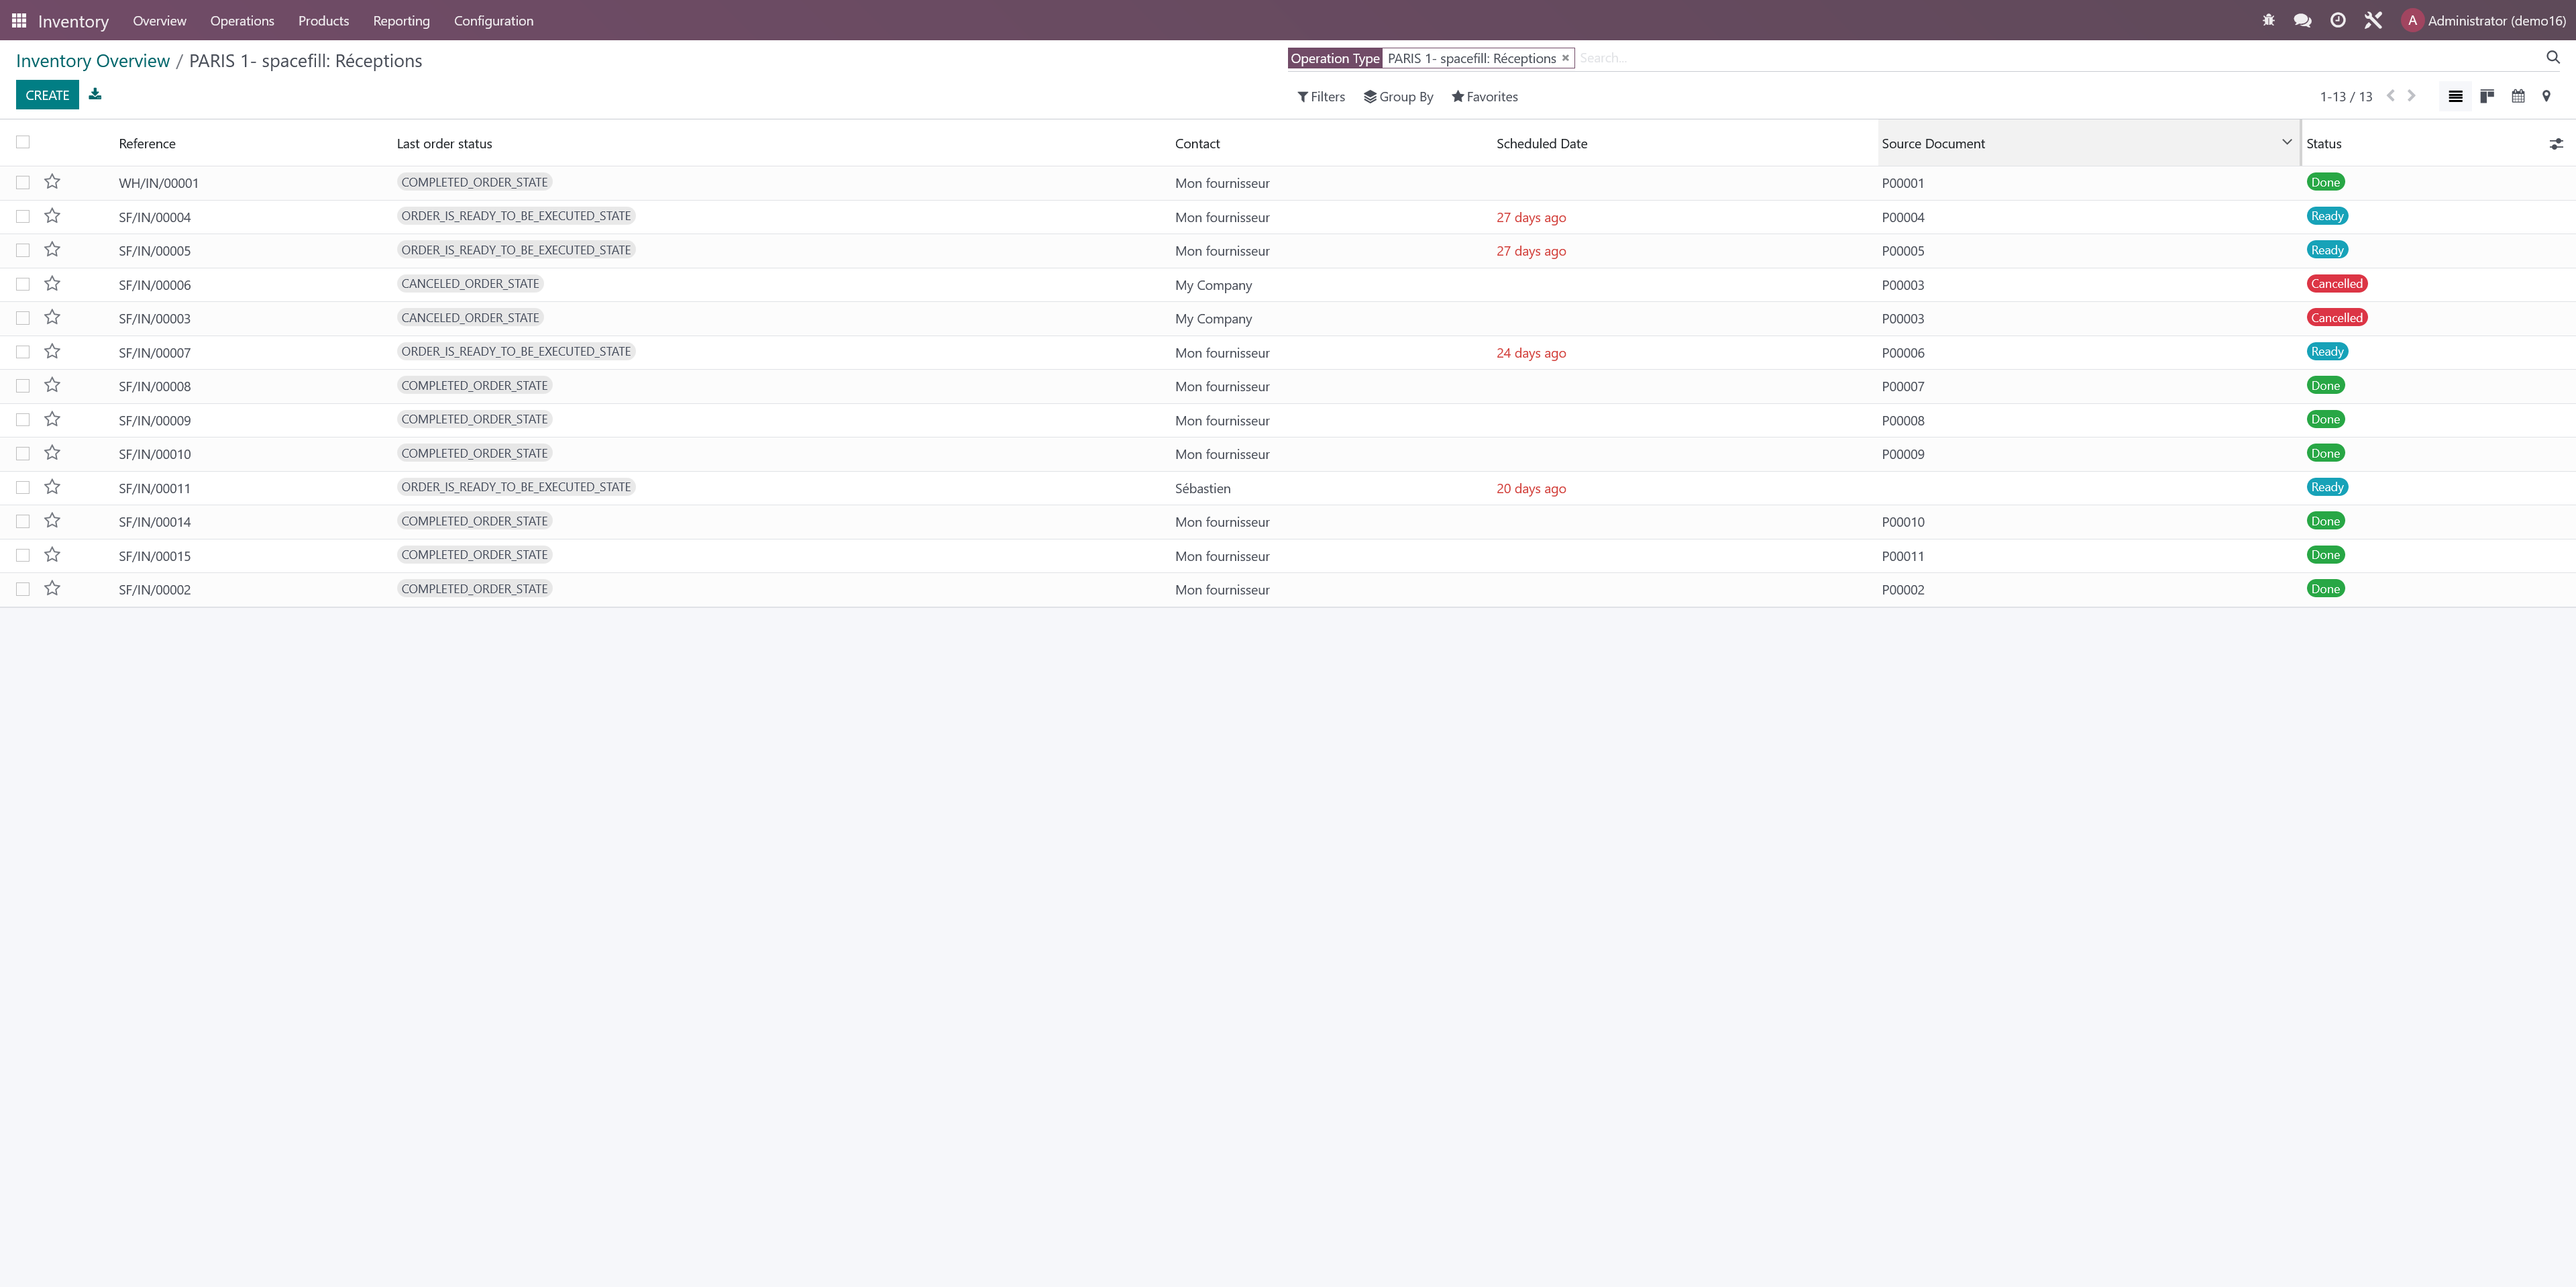 Inventory Overview Operations Products Reporting Configuration A Administrator (demo16)
Inventory Overview / PARIS 1- spacefill: Réceptions Operation Type PARIS 1- spacefill: Réceptions × Search...
CREATE Filters Group By Favorites 1-13 / 13
Reference Last order status Contact Scheduled Date Source Document Status
WH/IN/00001 COMPLETED_ORDER_STATE Mon fournisseur P00001 Done
SF/IN/00004 ORDER_IS_READY_TO_BE_EXECUTED_STATE Mon fournisseur 27 days ago P00004 Ready
SF/IN/00005 ORDER_IS_READY_TO_BE_EXECUTED_STATE Mon fournisseur 27 days ago P00005 Ready
SF/IN/00006 CANCELED_ORDER_STATE My Company P00003 Cancelled
SF/IN/00003 CANCELED_ORDER_STATE My Company P00003 Cancelled
SF/IN/00007 ORDER_IS_READY_TO_BE_EXECUTED_STATE Mon fournisseur 24 days ago P00006 Ready
SF/IN/00008 COMPLETED_ORDER_STATE Mon fournisseur P00007 Done
SF/IN/00009 COMPLETED_ORDER_STATE Mon fournisseur P00008 Done
SF/IN/00010 COMPLETED_ORDER_STATE Mon fournisseur P00009 Done
SF/IN/00011 ORDER_IS_READY_TO_BE_EXECUTED_STATE Sébastien 20 days ago Ready
SF/IN/00014 COMPLETED_ORDER_STATE Mon fournisseur P00010 Done
SF/IN/00015 COMPLETED_ORDER_STATE Mon fournisseur P00011 Done
SF/IN/00002 COMPLETED_ORDER_STATE Mon fournisseur P00002 Done